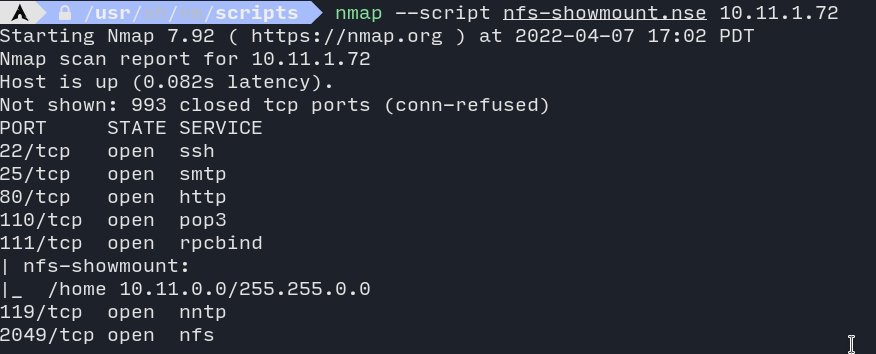 /usr/ / /scripts nmap --script nfs-showmount.nse 10.11.1.72
Starting Nmap 7.92 ( https://nmap.org ) at 2022-04-07 17:02 PDT
Nmap scan report for 10.11.1.72
Host is up (0.082s latency).
Not shown: 993 closed tcp ports (conn-refused)
PORT     STATE SERVICE
22/tcp   open  ssh
25/tcp   open  smtp
80/tcp   open  http
110/tcp  open  pop3
111/tcp  open  rpcbind
| nfs-showmount:
|_  /home 10.11.0.0/255.255.0.0
119/tcp  open  nntp
2049/tcp open  nfs